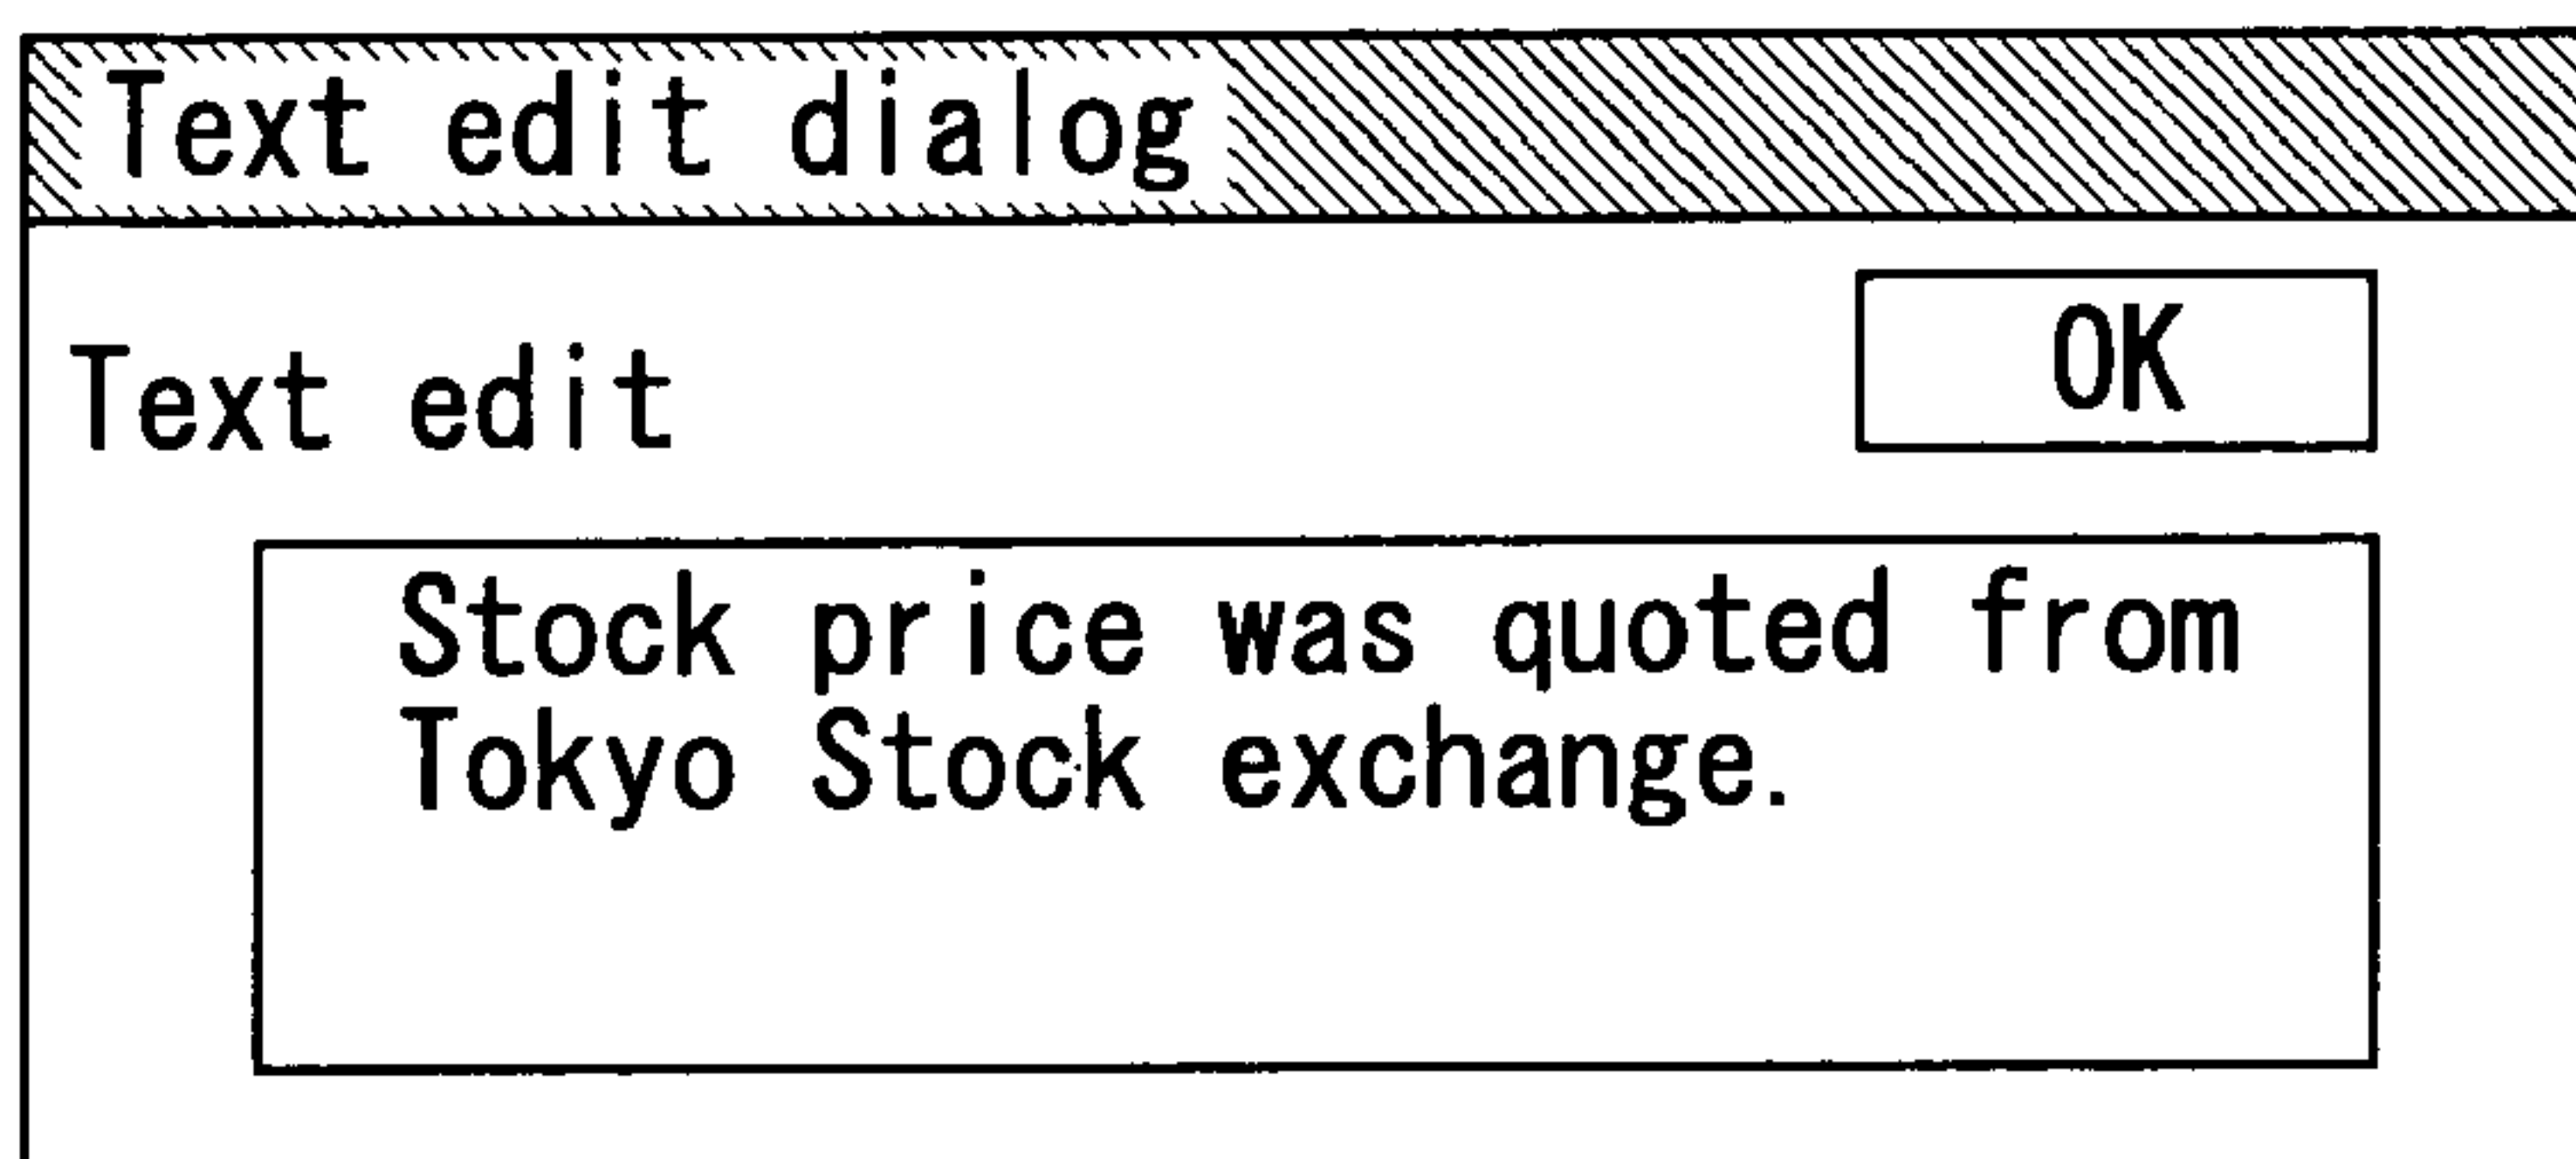 Text edit dialog
OK
Text edit
Stock price was quoted from
Tokyo Stock exchange.